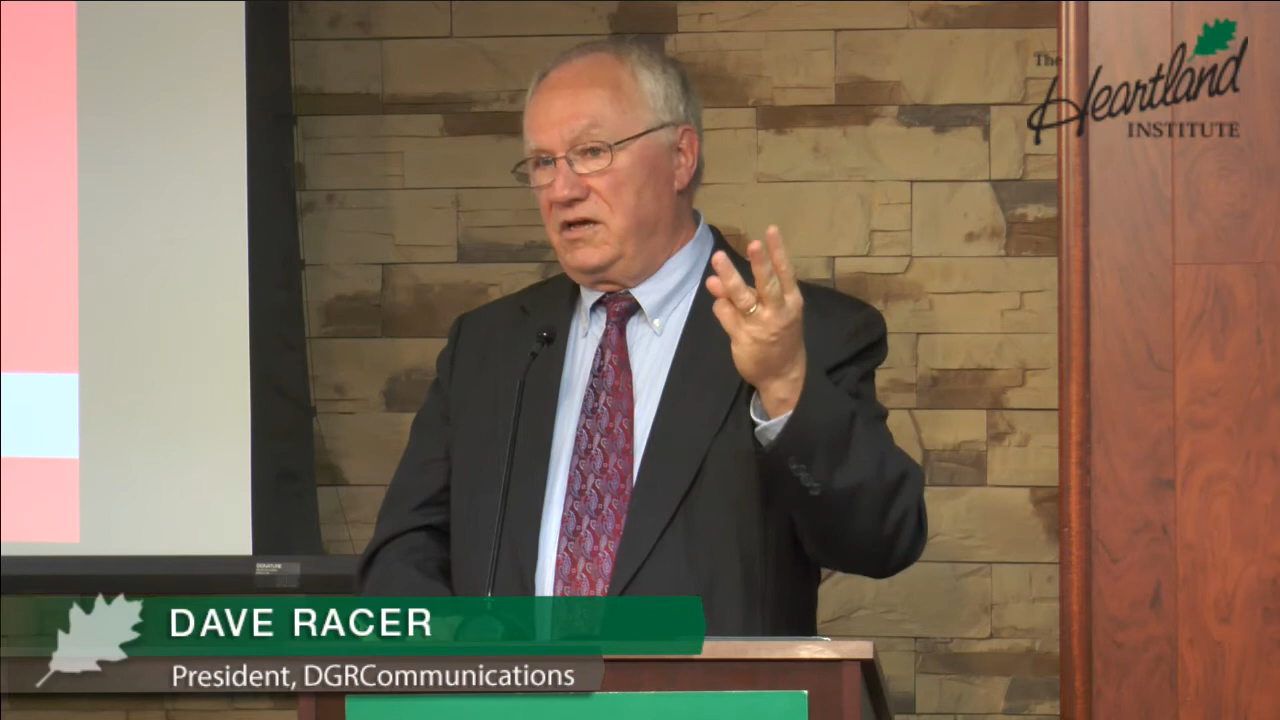 The
Heartland
INSTITUTE
DAVE RACER
President, DGRCommunications